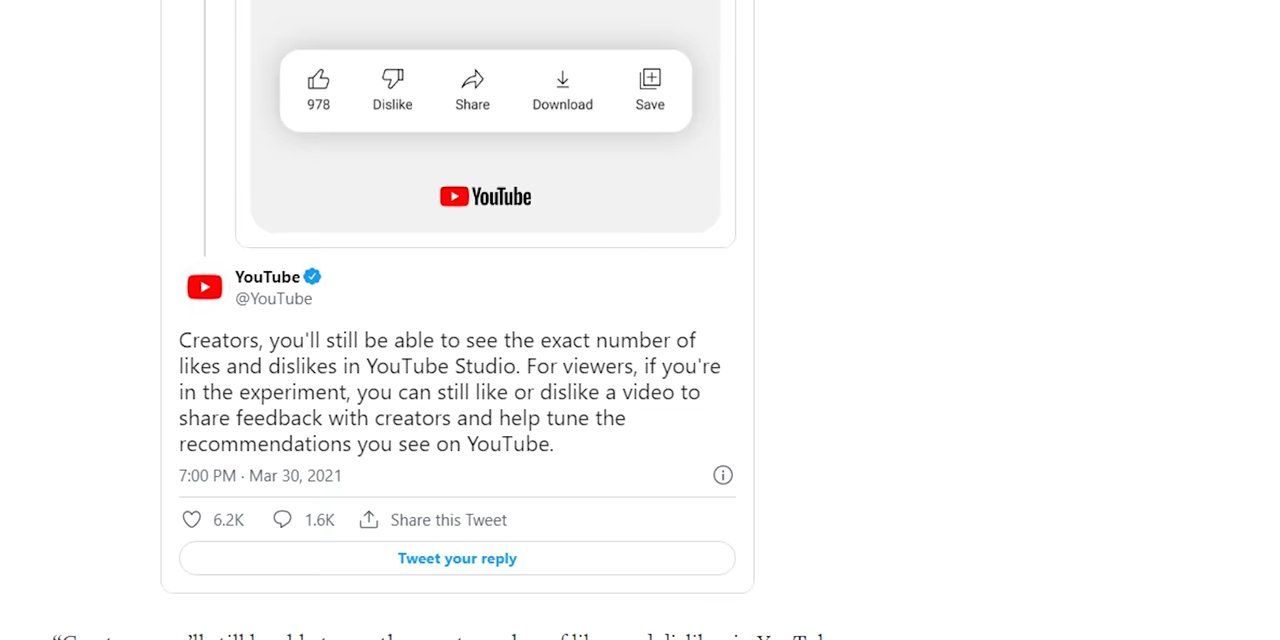 978 Dislike Share Download Save
YouTube
YouTube
@YouTube
Creators, you'll still be able to see the exact number of
likes and dislikes in YouTube Studio. For viewers, if you're
in the experiment, you can still like or dislike a video to
share feedback with creators and help tune the
recommendations you see on YouTube.
7:00 PM · Mar 30, 2021
6.2K 1.6K Share this Tweet
Tweet your reply